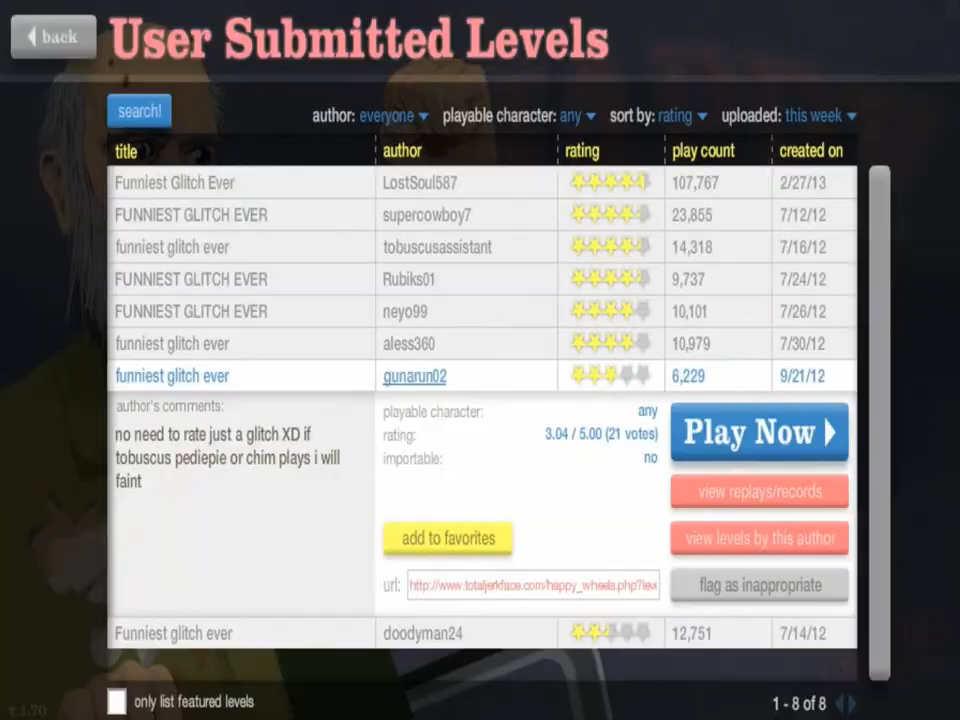 back
User Submitted Levels
search!
author: everyone playable character: any sort by: rating uploaded: this week
title author rating play count created on
Funniest Glitch Ever LostSoul587 107,767 2/27/13
FUNNIEST GLITCH EVER supercowboy7 23,855 7/12/12
funniest glitch ever tobuscusassistant 14,318 7/16/12
FUNNIEST GLITCH EVER Rubiks01 9,737 7/24/12
FUNNIEST GLITCH EVER neyo99 10,101 7/26/12
funniest glitch ever aless360 10,979 7/30/12
funniest glitch ever gunarun02 6,229 9/21/12
author's comments:
no need to rate just a glitch XD if
tobuscus pediepie or chim plays i will
faint
playable character: any
rating: 3.04 / 5.00 (21 votes)
importable: no
add to favorites
url: http://www.totaljerkface.com/happy_wheels.php?leve
Play Now
view replays/records
view levels by this author
flag as inappropriate
Funniest glitch ever doodyman24 12,751 7/14/12
only list featured levels
1 - 8 of 8
v 1.70